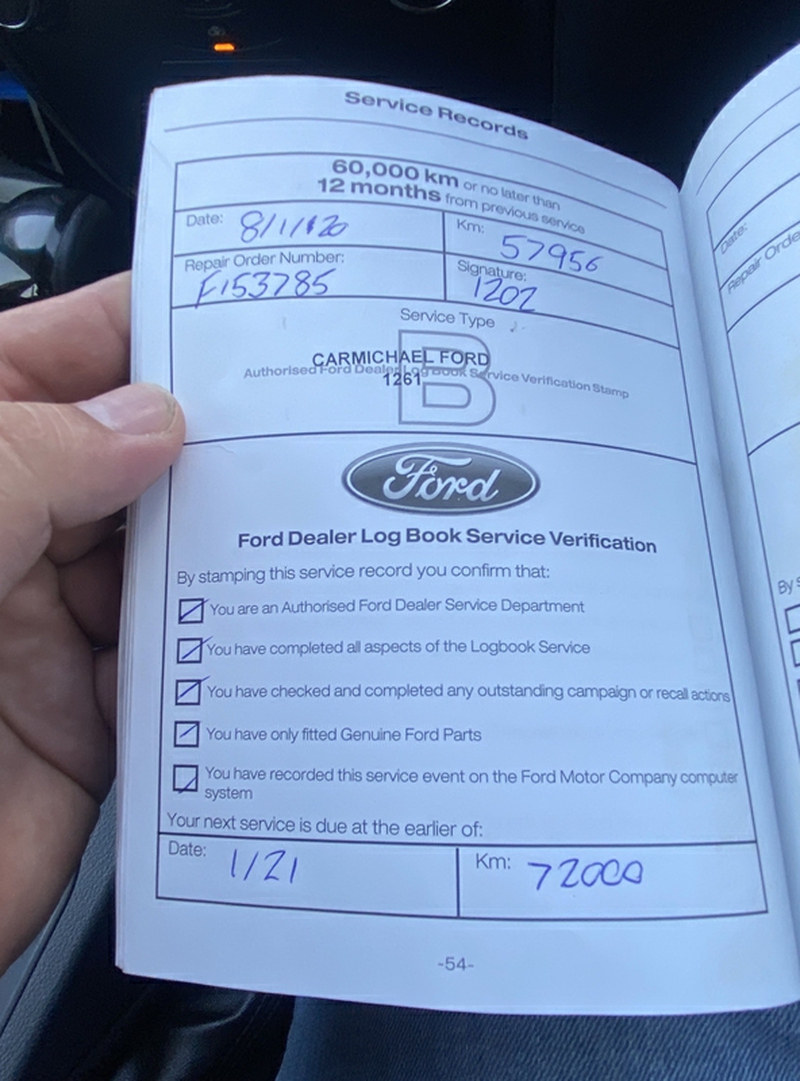 Service Records
60,000 km or no later than
12 months from previous service
Date: 8/1/20
Km: 57956
Repair Order Number:
F153785
Signature:
1202
Service Type
B
CARMICHAEL FORD
Authorised Ford Dealer Log Book Service Verification Stamp
1261
Ford
Ford Dealer Log Book Service Verification
By stamping this service record you confirm that:
You are an Authorised Ford Dealer Service Department
You have completed all aspects of the Logbook Service
You have checked and completed any outstanding campaign or recall actions
You have only fitted Genuine Ford Parts
You have recorded this service event on the Ford Motor Company computer
system
Your next service is due at the earlier of:
Date: 1/21
Km: 72000
-54-
Date:
Repair Orde
By s